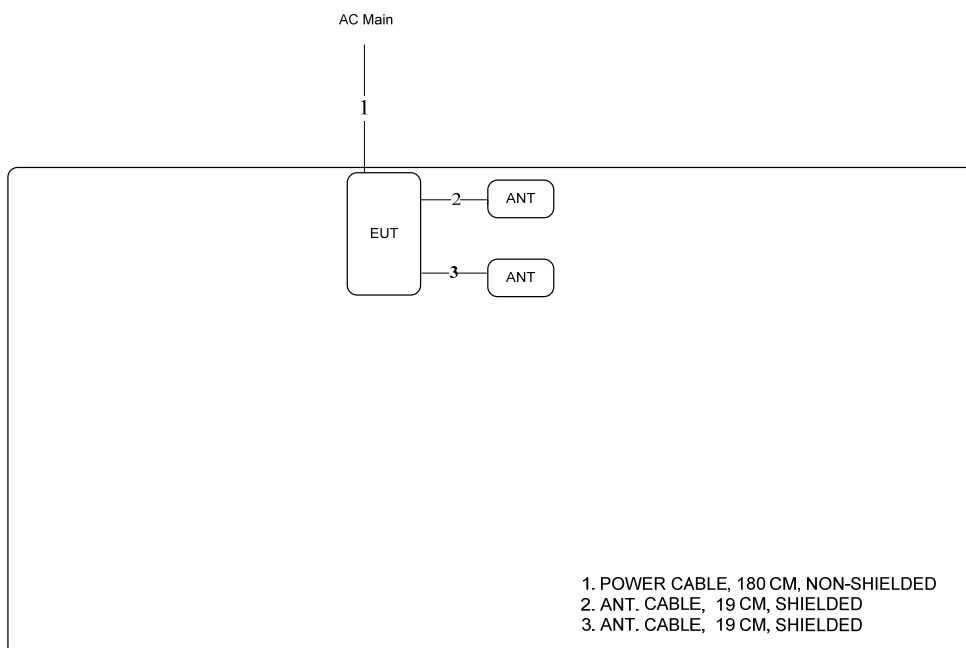 AC Main
1
2
ANT
EUT
3
ANT
1. POWER CABLE, 180 CM, NON-SHIELDED
2. ANT. CABLE, 19 CM, SHIELDED
3. ANT. CABLE, 19 CM, SHIELDED